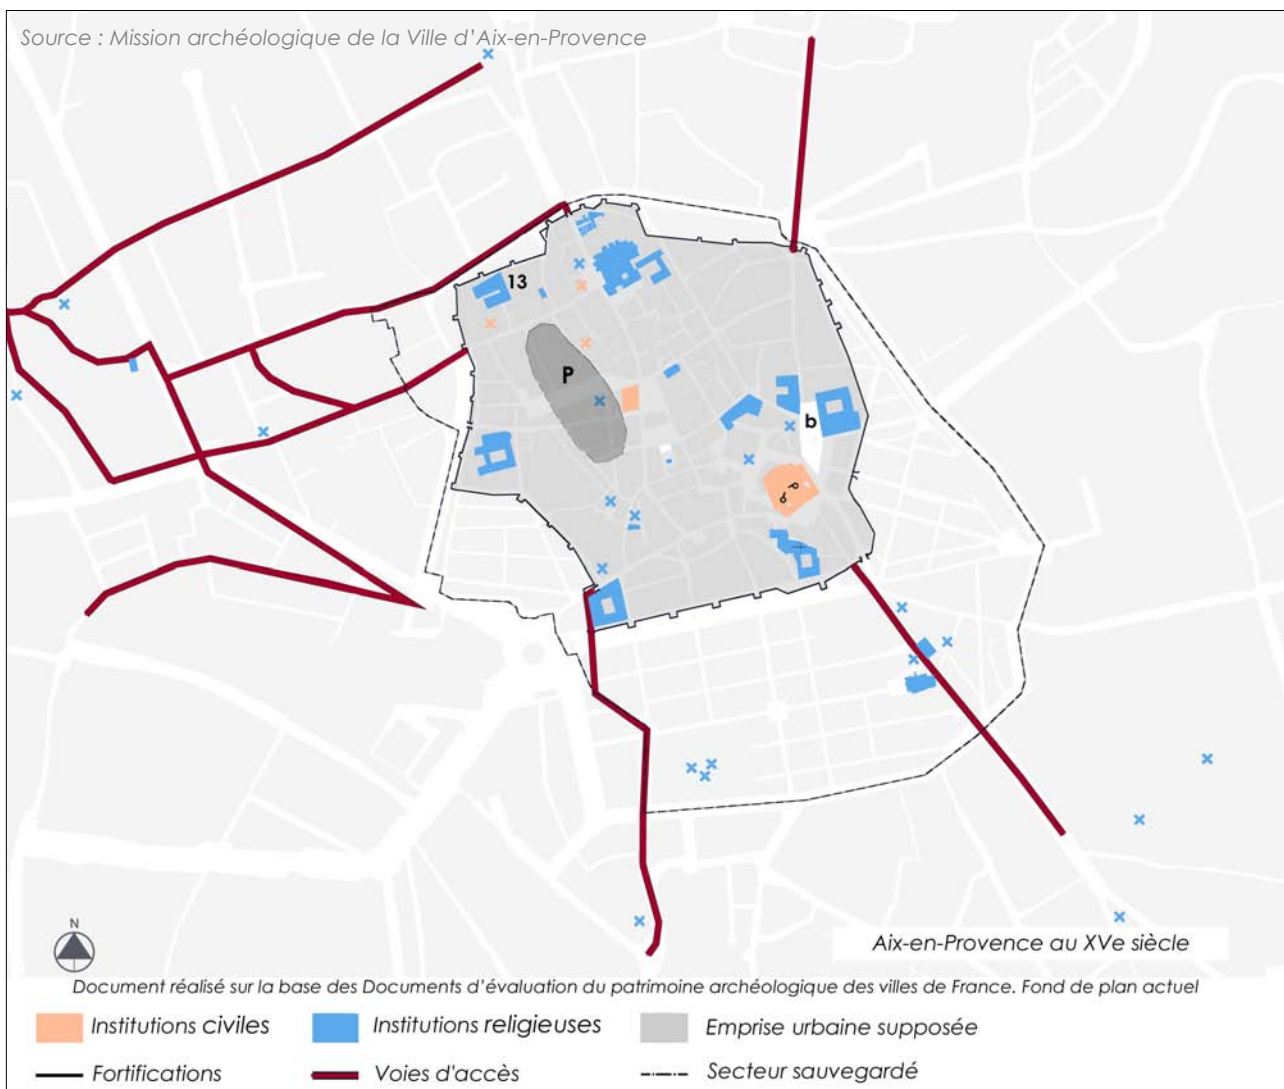 Source : Mission archéologique de la Ville d'Aix-en-Provence
13
P
b
N
Aix-en-Provence au XVe siècle
Document réalisé sur la base des Documents d'évaluation du patrimoine archéologique des villes de France. Fond de plan actuel
Institutions civiles
Institutions religieuses
Emprise urbaine supposée
Fortifications
Voies d'accès
Secteur sauvegardé